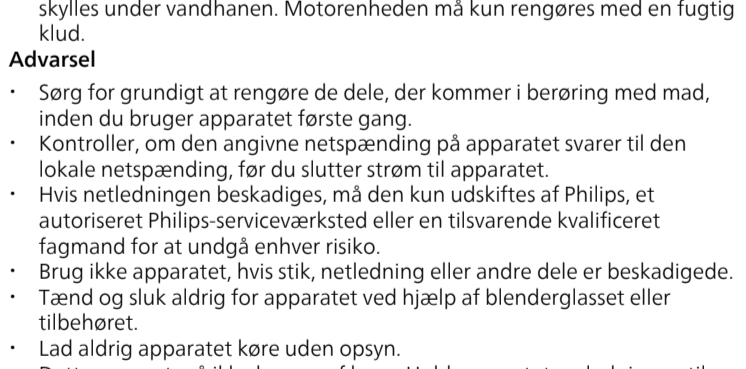 skylles under vandhanen. Motorenheden må kun rengøres med en fugtig
klud.
Advarsel
• Sørg for grundigt at rengøre de dele, der kommer i berøring med mad,
inden du bruger apparatet første gang.
• Kontroller, om den angivne netspænding på apparatet svarer til den
lokale netspænding, før du slutter strøm til apparatet.
• Hvis netledningen beskadiges, må den kun udskiftes af Philips, et
autoriseret Philips-serviceværksted eller en tilsvarende kvalificeret
fagmand for at undgå enhver risiko.
• Brug ikke apparatet, hvis stik, netledning eller andre dele er beskadigede.
• Tænd og sluk aldrig for apparatet ved hjælp af blenderglasset eller
tilbehøret.
• Lad aldrig apparatet køre uden opsyn.